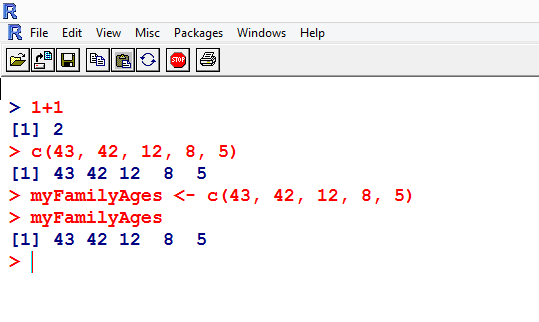 R
R File Edit View Misc Packages Windows Help
STOP
> 1+1
[1] 2
> c(43, 42, 12, 8, 5)
[1] 43 42 12  8  5
> myFamilyAges <- c(43, 42, 12, 8, 5)
> myFamilyAges
[1] 43 42 12  8  5
>